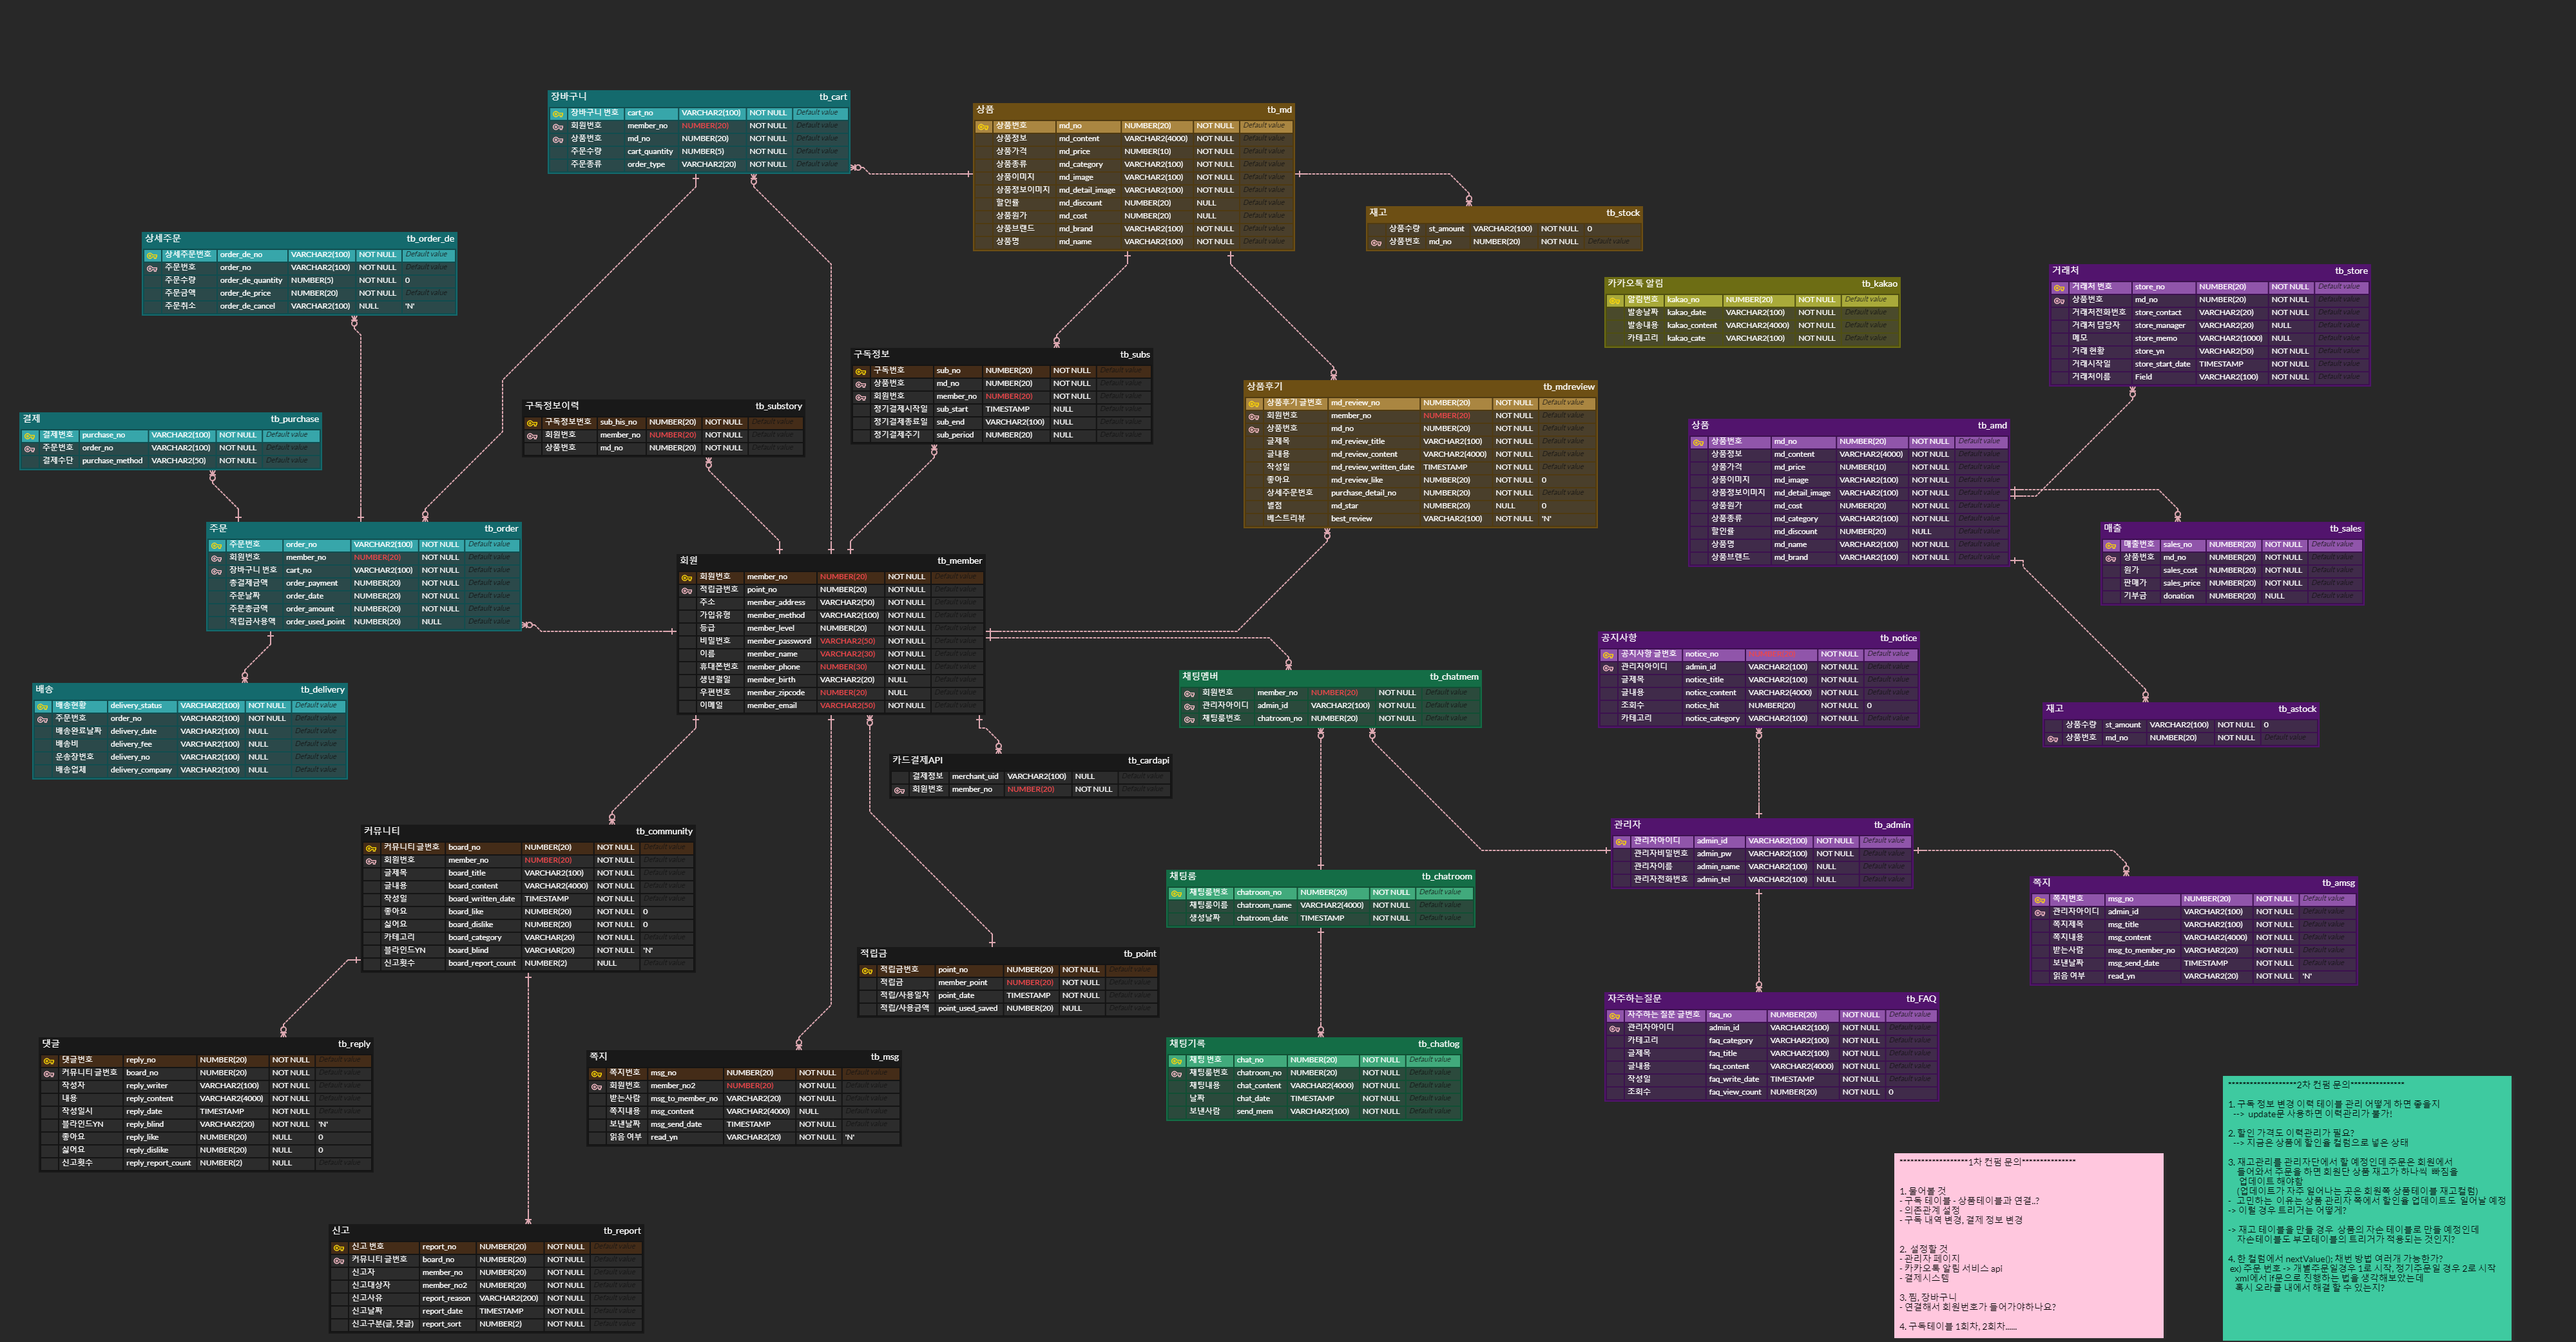 장바구니 tb_cart
장바구니 번호 cart_no VARCHAR2(100) NOT NULL Default value
회원번호 member_no NUMBER(20) NOT NULL Default value
상품번호 md_no NUMBER(20) NOT NULL Default value
주문수량 cart_quantity NUMBER(5) NOT NULL Default value
주문종류 order_type VARCHAR2(20) NOT NULL Default value
상품 tb_md
상품번호 md_no NUMBER(20) NOT NULL Default value
상품정보 md_content VARCHAR2(4000) NOT NULL Default value
상품가격 md_price NUMBER(10) NOT NULL Default value
상품종류 md_category VARCHAR2(100) NOT NULL Default value
상품이미지 md_image VARCHAR2(100) NOT NULL Default value
상품정보이미지 md_detail_image VARCHAR2(100) NOT NULL Default value
할인률 md_discount NUMBER(20) NULL Default value
상품원가 md_cost NUMBER(20) NULL Default value
상품브랜드 md_brand VARCHAR2(100) NOT NULL Default value
상품명 md_name VARCHAR2(100) NOT NULL Default value
재고 tb_stock
상품수량 st_amount VARCHAR2(100) NOT NULL 0
상품번호 md_no NUMBER(20) NOT NULL Default value
상세주문 tb_order_de
상세주문번호 order_de_no VARCHAR2(100) NOT NULL Default value
주문번호 order_no VARCHAR2(100) NOT NULL Default value
주문수량 order_de_quantity NUMBER(5) NOT NULL 0
주문금액 order_de_price NUMBER(20) NOT NULL Default value
주문취소 order_de_cancel VARCHAR2(100) NULL 'N'
카카오톡 알림 tb_kakao
알림번호 kakao_no NUMBER(20) NOT NULL Default value
발송날짜 kakao_date VARCHAR2(100) NOT NULL Default value
발송내용 kakao_content VARCHAR2(4000) NOT NULL Default value
카테고리 kakao_cate VARCHAR2(100) NOT NULL Default value
거래처 tb_store
거래처 번호 store_no NUMBER(20) NOT NULL Default value
상품번호 md_no NUMBER(20) NOT NULL Default value
거래처전화번호 store_contact VARCHAR2(20) NOT NULL Default value
거래처 담당자 store_manager VARCHAR2(20) NULL Default value
메모 store_memo VARCHAR2(1000) NULL Default value
거래 현황 store_yn VARCHAR2(50) NOT NULL Default value
거래시작일 store_start_date TIMESTAMP NOT NULL Default value
거래처이름 Field VARCHAR2(100) NOT NULL Default value
구독정보 tb_subs
구독번호 sub_no NUMBER(20) NOT NULL Default value
상품번호 md_no NUMBER(20) NOT NULL Default value
회원번호 member_no NUMBER(20) NOT NULL Default value
정기결제시작일 sub_start TIMESTAMP NULL Default value
정기결제종료일 sub_end VARCHAR2(100) NULL Default value
정기결제주기 sub_period NUMBER(20) NULL Default value
구독정보이력 tb_substory
구독정보번호 sub_his_no NUMBER(20) NOT NULL Default value
회원번호 member_no NUMBER(20) NOT NULL Default value
상품번호 md_no NUMBER(20) NOT NULL Default value
상품후기 tb_mdreview
상품후기 글번호 md_review_no NUMBER(20) NOT NULL Default value
회원번호 member_no NUMBER(20) NOT NULL Default value
상품번호 md_no NUMBER(20) NOT NULL Default value
글제목 md_review_title VARCHAR2(100) NOT NULL Default value
글내용 md_review_content VARCHAR2(4000) NOT NULL Default value
작성일 md_review_written_date TIMESTAMP NOT NULL Default value
좋아요 md_review_like NUMBER(20) NOT NULL 0
상세주문번호 purchase_detail_no NUMBER(20) NOT NULL Default value
별점 md_star NUMBER(20) NULL 0
베스트리뷰 best_review VARCHAR2(100) NOT NULL 'N'
결제 tb_purchase
결제번호 purchase_no VARCHAR2(100) NOT NULL Default value
주문번호 order_no VARCHAR2(100) NOT NULL Default value
결제수단 purchase_method VARCHAR2(50) NOT NULL Default value
상품 tb_amd
상품번호 md_no NUMBER(20) NOT NULL Default value
상품정보 md_content VARCHAR2(4000) NOT NULL Default value
상품가격 md_price NUMBER(10) NOT NULL Default value
상품이미지 md_image VARCHAR2(100) NOT NULL Default value
상품정보이미지 md_detail_image VARCHAR2(100) NOT NULL Default value
상품원가 md_cost NUMBER(20) NOT NULL Default value
상품종류 md_category VARCHAR2(100) NOT NULL Default value
할인률 md_discount NUMBER(20) NULL Default value
상품명 md_name VARCHAR2(100) NOT NULL Default value
상품브랜드 md_brand VARCHAR2(100) NOT NULL Default value
주문 tb_order
주문번호 order_no VARCHAR2(100) NOT NULL Default value
회원번호 member_no NUMBER(20) NOT NULL Default value
장바구니 번호 cart_no VARCHAR2(100) NOT NULL Default value
총결제금액 order_payment NUMBER(20) NOT NULL Default value
주문날짜 order_date NUMBER(20) NOT NULL Default value
주문총금액 order_amount NUMBER(20) NOT NULL Default value
적립금사용액 order_used_point NUMBER(20) NULL Default value
매출 tb_sales
매출번호 sales_no NUMBER(20) NOT NULL Default value
상품번호 md_no NUMBER(20) NOT NULL Default value
원가 sales_cost NUMBER(20) NOT NULL Default value
판매가 sales_price NUMBER(20) NOT NULL Default value
기부금 donation NUMBER(20) NULL Default value
회원 tb_member
회원번호 member_no NUMBER(20) NOT NULL Default value
적립금번호 point_no NUMBER(20) NOT NULL Default value
주소 member_address VARCHAR2(50) NOT NULL Default value
가입유형 member_method VARCHAR2(100) NOT NULL Default value
등급 member_level NUMBER(20) NOT NULL Default value
비밀번호 member_password VARCHAR2(50) NOT NULL Default value
이름 member_name VARCHAR2(30) NOT NULL Default value
휴대폰번호 member_phone NUMBER(30) NOT NULL Default value
생년월일 member_birth VARCHAR2(20) NULL Default value
우편번호 member_zipcode NUMBER(20) NULL Default value
이메일 member_email VARCHAR2(50) NOT NULL Default value
공지사항 tb_notice
공지사항 글번호 notice_no NOT NULL Default value
관리자아이디 admin_id VARCHAR2(100) NOT NULL Default value
글제목 notice_title VARCHAR2(100) NOT NULL Default value
글내용 notice_content VARCHAR2(4000) NOT NULL Default value
조회수 notice_hit NUMBER(20) NOT NULL 0
카테고리 notice_category VARCHAR2(100) NOT NULL Default value
채팅멤버 tb_chatmem
회원번호 member_no NUMBER(20) NOT NULL Default value
관리자아이디 admin_id VARCHAR2(100) NOT NULL Default value
채팅룸번호 chatroom_no NUMBER(20) NOT NULL Default value
배송 tb_delivery
배송현황 delivery_status VARCHAR2(100) NOT NULL Default value
주문번호 order_no VARCHAR2(100) NOT NULL Default value
배송완료날짜 delivery_date VARCHAR2(100) NULL Default value
배송비 delivery_fee VARCHAR2(100) NULL Default value
운송장번호 delivery_no VARCHAR2(100) NULL Default value
배송업체 delivery_company VARCHAR2(100) NULL Default value
재고 tb_astock
상품수량 st_amount VARCHAR2(100) NOT NULL 0
상품번호 md_no NUMBER(20) NOT NULL Default value
카드결제API tb_cardapi
결제정보 merchant_uid VARCHAR2(100) NULL Default value
회원번호 member_no NUMBER(20) NOT NULL Default value
커뮤니티 tb_community
커뮤니티 글번호 board_no NUMBER(20) NOT NULL Default value
회원번호 member_no NUMBER(20) NOT NULL Default value
글제목 board_title VARCHAR2(100) NOT NULL Default value
글내용 board_content VARCHAR2(4000) NOT NULL Default value
작성일 board_written_date TIMESTAMP NOT NULL Default value
좋아요 board_like NUMBER(20) NOT NULL 0
싫어요 board_dislike NUMBER(20) NOT NULL 0
카테고리 board_category VARCHAR(20) NOT NULL Default value
블라인드YN board_blind VARCHAR(20) NOT NULL 'N'
신고횟수 board_report_count NUMBER(2) NULL Default value
관리자 tb_admin
관리자아이디 admin_id VARCHAR2(100) NOT NULL Default value
관리자비밀번호 admin_pw VARCHAR2(100) NOT NULL Default value
관리자이름 admin_name VARCHAR2(100) NULL Default value
관리자전화번호 admin_tel VARCHAR2(100) NULL Default value
채팅룸 tb_chatroom
채팅룸번호 chatroom_no NUMBER(20) NOT NULL Default value
채팅룸이름 chatroom_name VARCHAR2(4000) NOT NULL Default value
생성날짜 chatroom_date TIMESTAMP NOT NULL Default value
쪽지 tb_amsg
쪽지번호 msg_no NUMBER(20) NOT NULL Default value
관리자아이디 admin_id VARCHAR2(100) NOT NULL Default value
쪽지제목 msg_title VARCHAR2(100) NOT NULL Default value
쪽지내용 msg_content VARCHAR2(4000) NOT NULL Default value
받는사람 msg_to_member_no VARCHAR2(20) NOT NULL Default value
보낸날짜 msg_send_date TIMESTAMP NOT NULL Default value
읽음 여부 read_yn VARCHAR2(20) NOT NULL 'N'
적립금 tb_point
적립금번호 point_no NUMBER(20) NOT NULL Default value
적립금 member_point NUMBER(20) NOT NULL Default value
적립/사용일자 point_date TIMESTAMP NOT NULL Default value
적립/사용금액 point_used_saved NUMBER(20) NULL Default value
자주하는질문 tb_FAQ
자주하는 질문 글번호 faq_no NUMBER(20) NOT NULL Default value
관리자아이디 admin_id VARCHAR2(100) NOT NULL Default value
카테고리 faq_category VARCHAR2(100) NOT NULL Default value
글제목 faq_title VARCHAR2(100) NOT NULL Default value
글내용 faq_content VARCHAR2(4000) NOT NULL Default value
작성일 faq_write_date TIMESTAMP NOT NULL Default value
조회수 faq_view_count NUMBER(20) NOT NULL 0
댓글 tb_reply
댓글번호 reply_no NUMBER(20) NOT NULL Default value
커뮤니티 글번호 board_no NUMBER(20) NOT NULL Default value
작성자 reply_writer VARCHAR2(100) NOT NULL Default value
내용 reply_content VARCHAR2(4000) NOT NULL Default value
작성일시 reply_date TIMESTAMP NOT NULL Default value
블라인드YN reply_blind VARCHAR2(20) NOT NULL 'N'
좋아요 reply_like NUMBER(20) NULL 0
싫어요 reply_dislike NUMBER(20) NULL 0
신고횟수 reply_report_count NUMBER(2) NULL Default value
쪽지 tb_msg
쪽지번호 msg_no NUMBER(20) NOT NULL Default value
회원번호 member_no2 NUMBER(20) NOT NULL Default value
받는사람 msg_to_member_no VARCHAR2(20) NOT NULL Default value
쪽지내용 msg_content VARCHAR2(4000) NULL Default value
보낸날짜 msg_send_date TIMESTAMP NOT NULL Default value
읽음 여부 read_yn VARCHAR2(20) NOT NULL 'N'
채팅기록 tb_chatlog
채팅 번호 chat_no NUMBER(20) NOT NULL Default value
채팅룸번호 chatroom_no NUMBER(20) NOT NULL Default value
채팅내용 chat_content VARCHAR2(4000) NOT NULL Default value
날짜 chat_date TIMESTAMP NOT NULL Default value
보낸사람 send_mem VARCHAR2(100) NOT NULL Default value
신고 tb_report
신고 번호 report_no NUMBER(20) NOT NULL Default value
커뮤니티 글번호 board_no NUMBER(20) NOT NULL Default value
신고자 member_no NUMBER(20) NOT NULL Default value
신고대상자 member_no2 NUMBER(20) NOT NULL Default value
신고사유 report_reason VARCHAR2(200) NOT NULL Default value
신고날짜 report_date TIMESTAMP NOT NULL Default value
신고구분(글, 댓글) report_sort NUMBER(2) NOT NULL Default value
*******************1차 컨펌 문의***************
1. 물어볼 것
- 구독 테이블 - 상품테이블과 연결..?
- 의존관계 설정
- 구독 내역 변경, 결제 정보 변경
2. 설정할 것
- 관리자 페이지
- 카카오톡 알림 서비스 api
- 결제시스템
3. 찜, 장바구니
- 연결해서 회원번호가 들어가야하나요?
4. 구독테이블 1회차, 2회차......
*******************2차 컨펌 문의***************
1. 구독 정보 변경 이력 테이블 관리 어떻게 하면 좋을지
--> update문 사용하면 이력관리가 불가!
2. 할인 가격도 이력관리가 필요?
--> 지금은 상품에 할인율 컬럼으로 넣은 상태
3. 재고관리를 관리자단에서 할 예정인데 주문은 회원에서
들어와서 주문을 하면 회원단 상품 재고가 하나씩 빠짐을
업데이트 해야함
(업데이트가 자주 일어나는 곳은 회원쪽 상품테이블 재고컬럼)
- 고민하는 이유는 상품 관리자 쪽에서 할인율 업데이트도 일어날 예정
-> 이럴 경우 트리거는 어떻게?
-> 재고 테이블을 만들 경우 상품의 자손 테이블로 만들 예정인데
자손테이블도 부모테이블의 트리거가 적용되는 것인지?
4. 한 컬럼에서 nextValue(); 채번 방법 여러개 가능한가?
ex) 주문 번호 -> 개별주문일경우 1로 시작, 정기주문일 경우 2로 시작
xml에서 if문으로 진행하는 법을 생각해보았는데
혹시 오라클 내에서 해결 할 수 있는지?